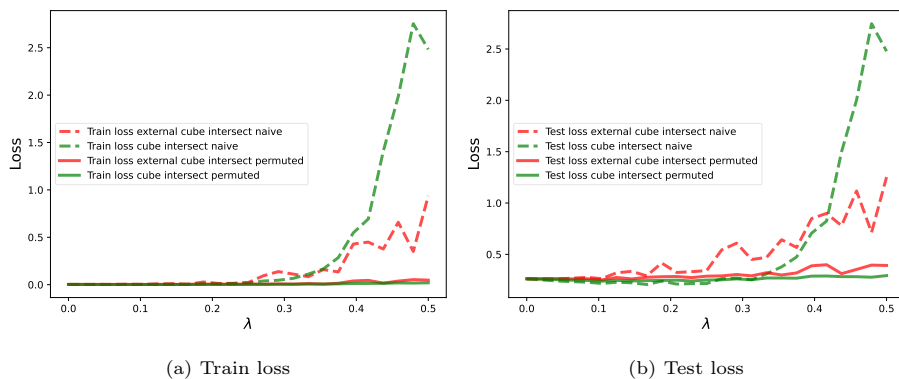 2.5
2.0
1.5
1.0
0.5
0.0
Loss
Train loss external cube intersect naive
Train loss cube intersect naive
Train loss external cube intersect permuted
Train loss cube intersect permuted
0.0 0.1 0.2 0.3 0.4 0.5
λ
(a) Train loss
2.5
2.0
1.5
1.0
0.5
Loss
Test loss external cube intersect naive
Test loss cube intersect naive
Test loss external cube intersect permuted
Test loss cube intersect permuted
0.0 0.1 0.2 0.3 0.4 0.5
λ
(b) Test loss